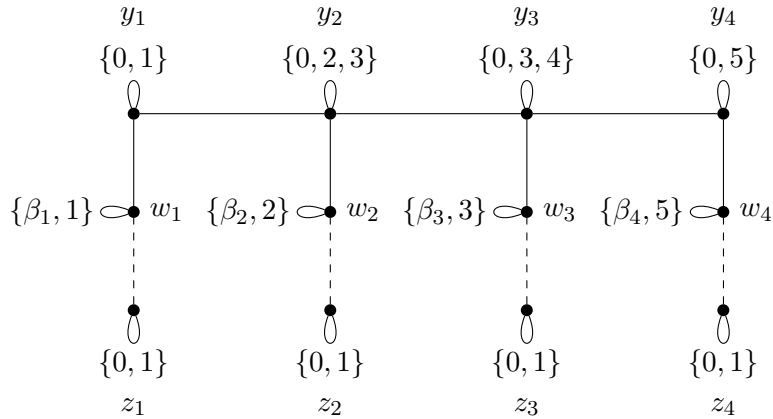 y₁ y₂ y₃ y₄
{0, 1} {0, 2, 3} {0, 3, 4} {0, 5}
{β₁, 1} w₁ {β₂, 2} w₂ {β₃, 3} w₃ {β₄, 5} w₄
{0, 1} {0, 1} {0, 1} {0, 1}
z₁ z₂ z₃ z₄